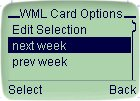 WML Card Options
Edit Selection
next week
prev week
Select Back